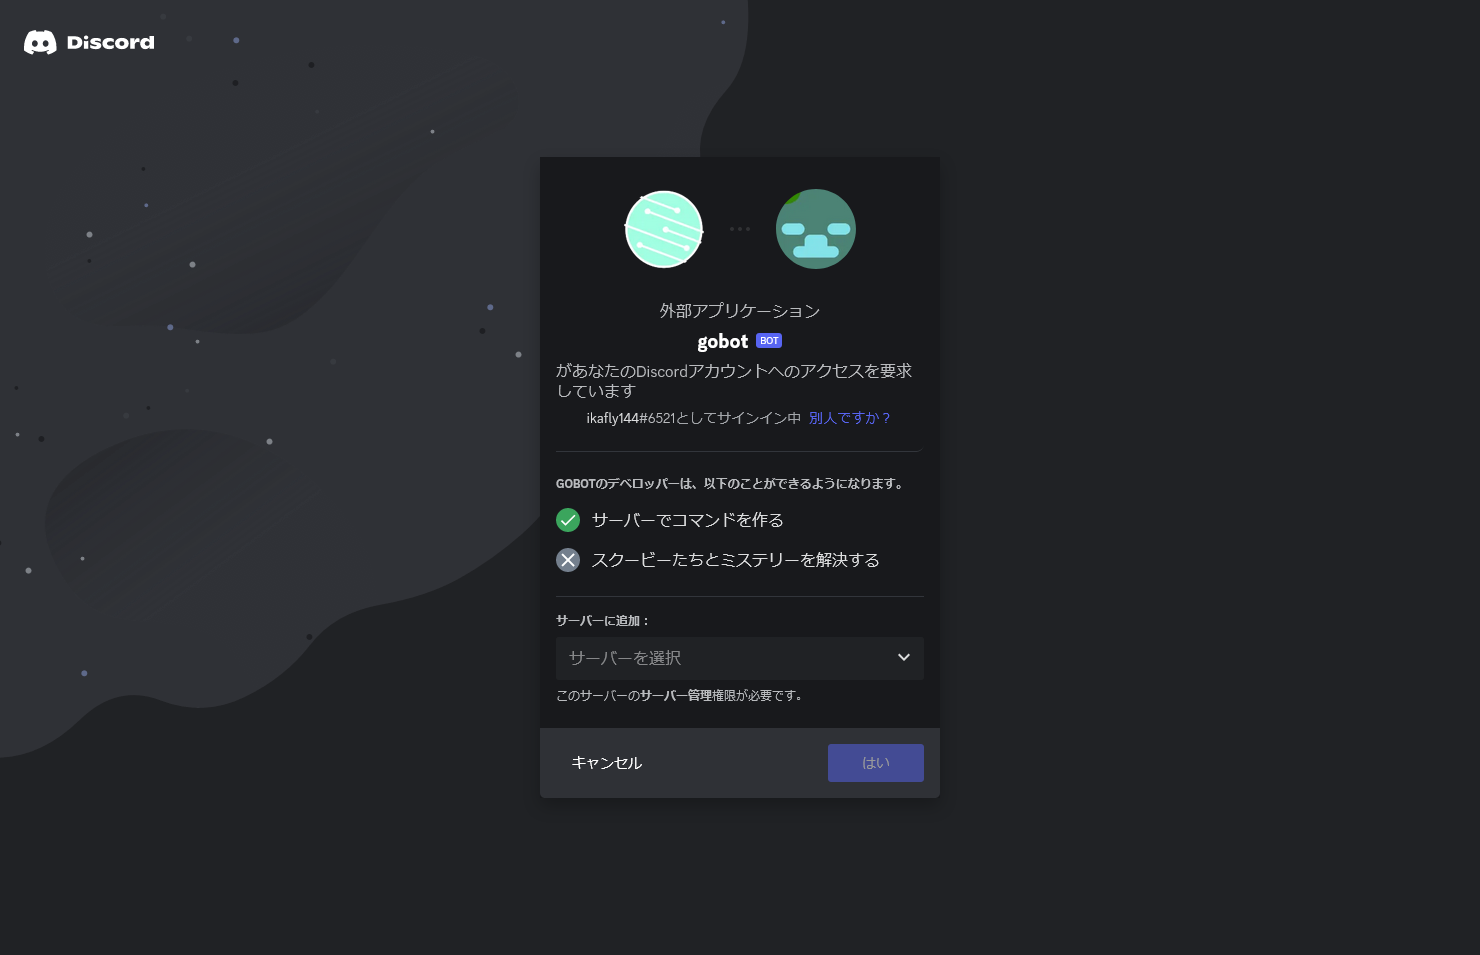 Discord
外部アプリケーション
gobot BOT
があなたのDiscordアカウントへのアクセスを要求
しています
ikafly144#6521としてサインイン中 別人ですか？
GOBOTのデベロッパーは、以下のことができるようになります。
サーバーでコマンドを作る
スクービーたちとミステリーを解決する
サーバーに追加：
サーバーを選択
このサーバーのサーバー管理権限が必要です。
キャンセル はい